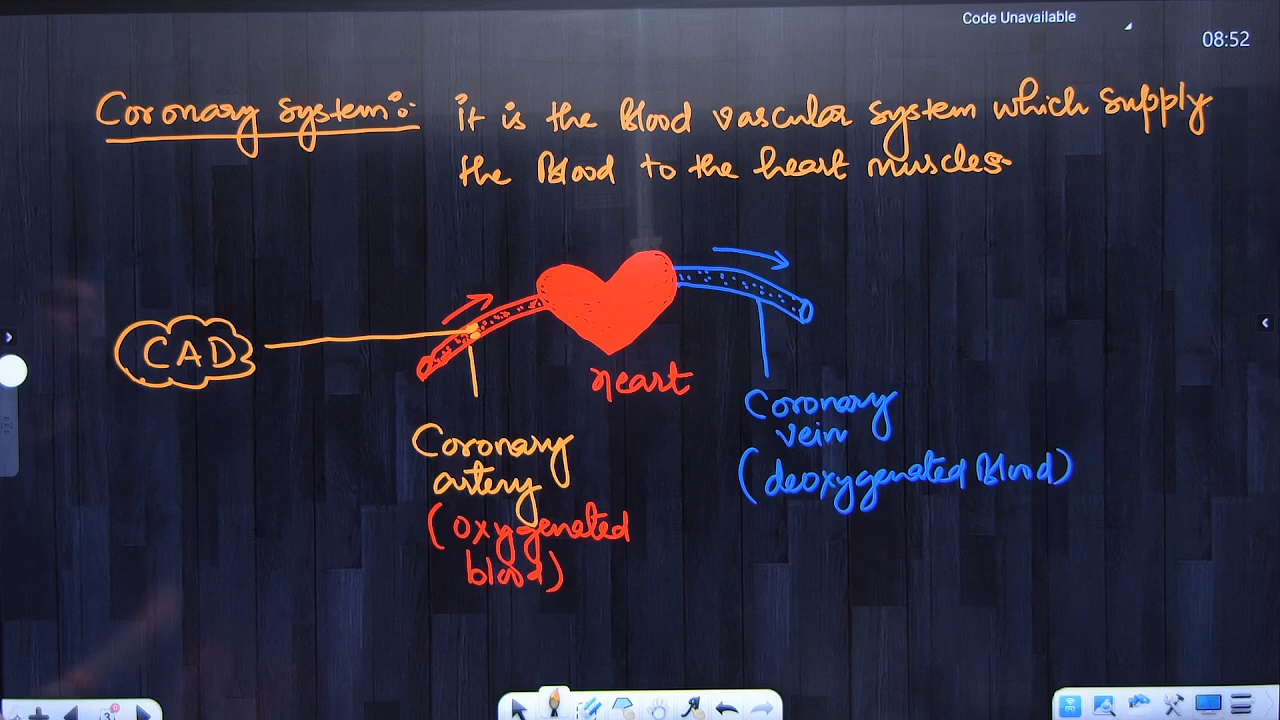 Code Unavailable
08:52
Coronary system:- it is the Blood vascular system which supply
the Blood to the heart muscles.
CAD
Heart
Coronary
artery
(oxygenated
blood)
Coronary
vein
(deoxygenated Blood)
3